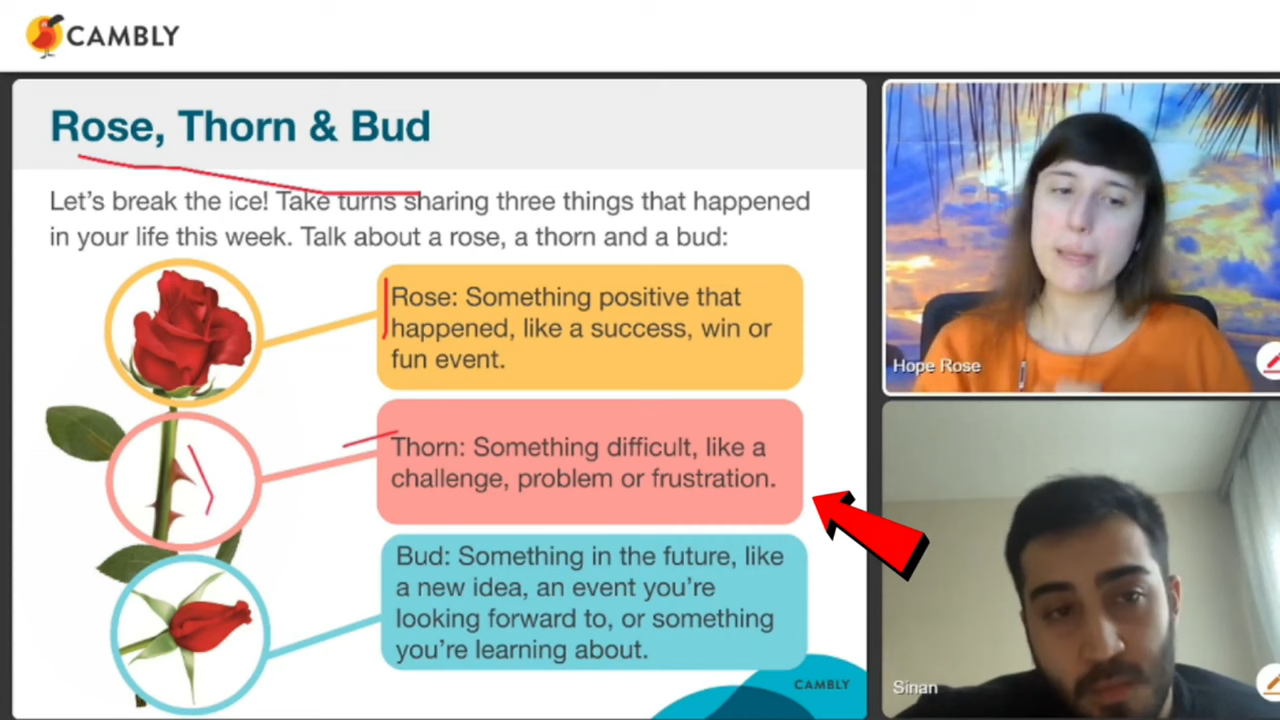 CAMBLY
Rose, Thorn & Bud
Let's break the ice! Take turns sharing three things that happened
in your life this week. Talk about a rose, a thorn and a bud:
Rose: Something positive that
happened, like a success, win or
fun event.
Thorn: Something difficult, like a
challenge, problem or frustration.
Bud: Something in the future, like
a new idea, an event you're
looking forward to, or something
you're learning about.
CAMBLY
Hope Rose
Sinan